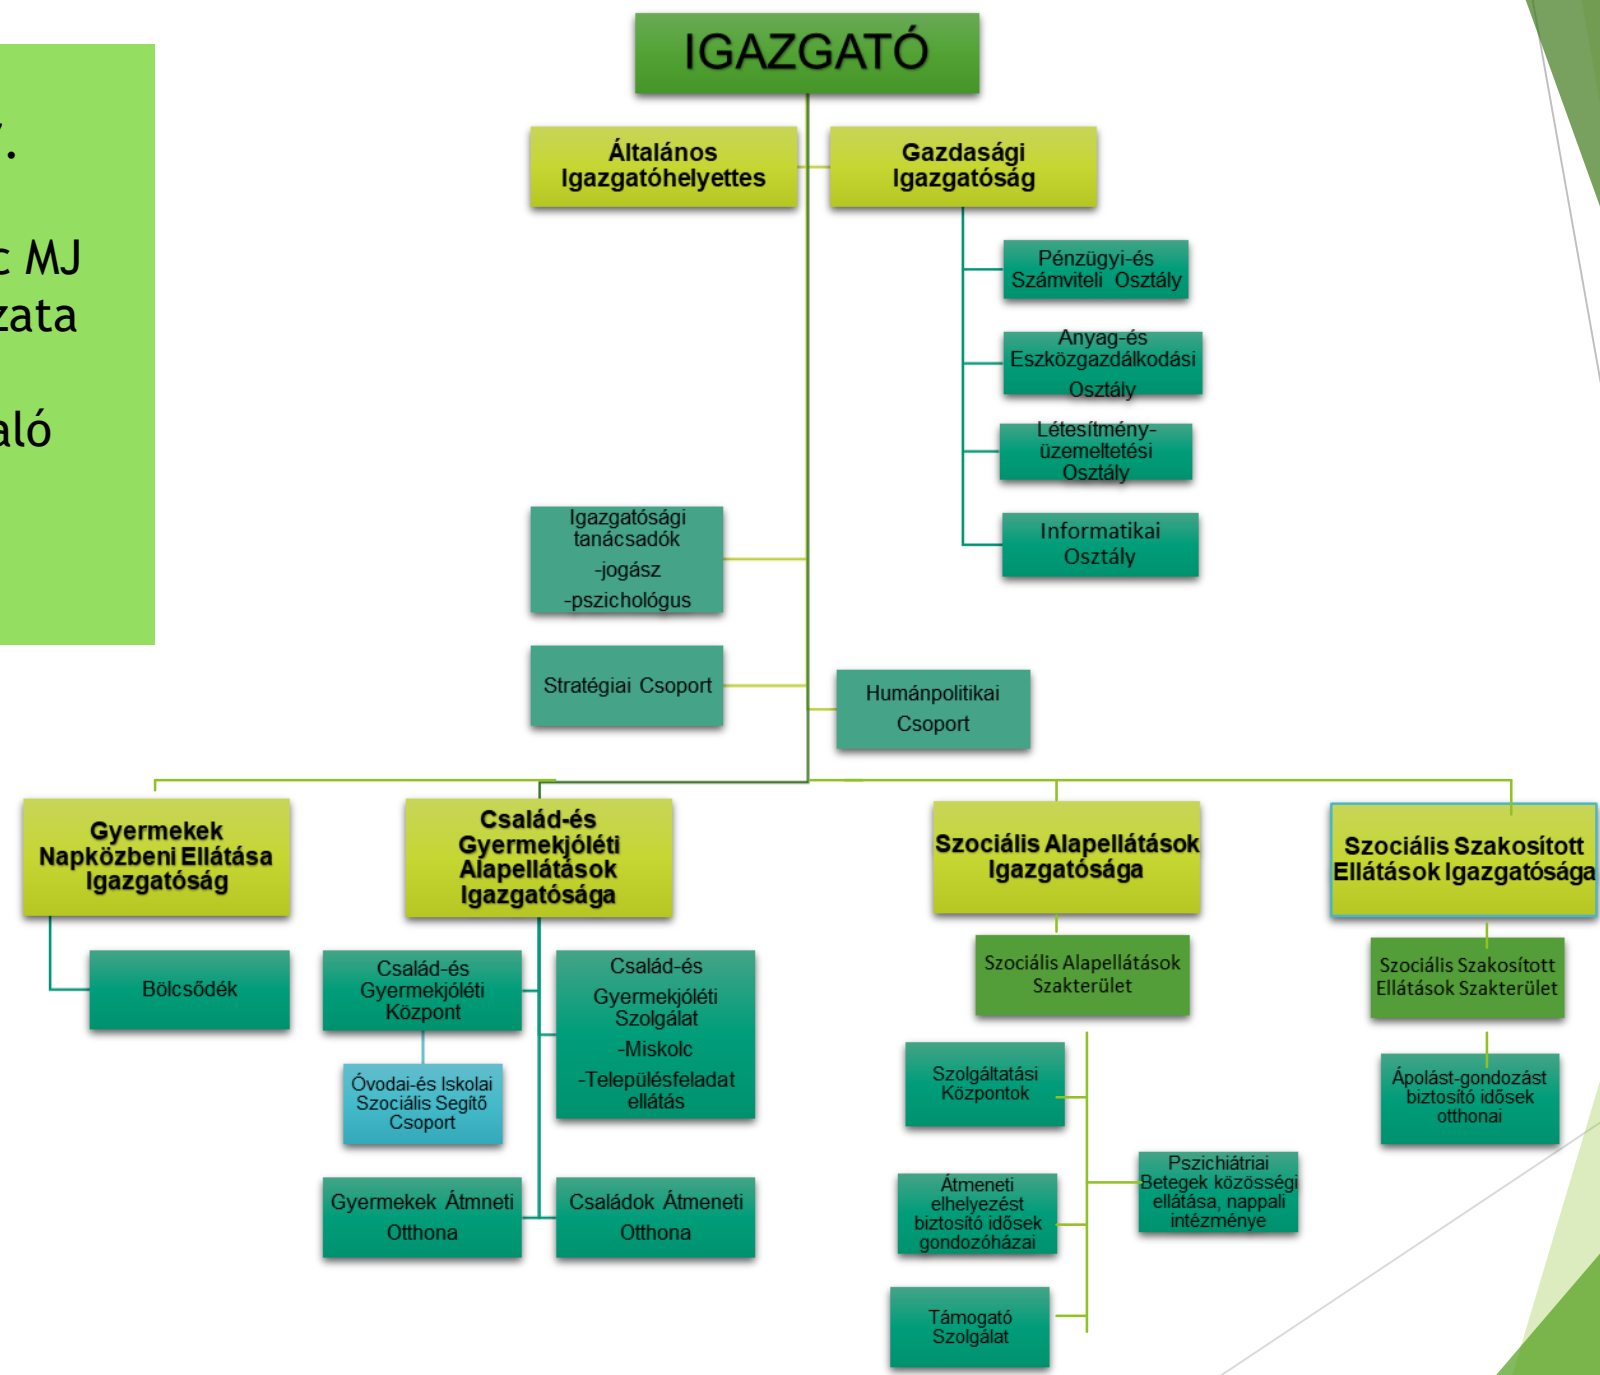 c MJ
zata
aló
IGAZGATÓ
Általános
Igazgatóhelyettes
Gazdasági
Igazgatóság
Pénzügyi-és
Számviteli Osztály
Anyag-és
Eszközgazdálkodási
Osztály
Létesítmény-
üzemeltetési
Osztály
Informatikai
Osztály
Igazgatósági
tanácsadók
-jogász
-pszichológus
Stratégiai Csoport
Humánpolitikai
Csoport
Gyermekek
Napközbeni Ellátása
Igazgatóság
Bölcsődék
Család-és
Gyermekjóléti
Alapellátások
Igazgatósága
Család-és
Gyermekjóléti
Központ
Óvodai-és Iskolai
Szociális Segítő
Csoport
Család-és
Gyermekjóléti
Szolgálat
-Miskolc
-Településfeladat
ellátás
Gyermekek Átmneti
Otthona
Családok Átmeneti
Otthona
Szociális Alapellátások
Igazgatósága
Szociális Alapellátások
Szakterület
Szolgáltatási
Központok
Átmeneti
elhelyezést
biztosító idősek
gondozóházai
Támogató
Szolgálat
Pszichiátriai
Betegek közösségi
ellátása, nappali
intézménye
Szociális Szakosított
Ellátások Igazgatósága
Szociális Szakosított
Ellátások Szakterület
Ápolást-gondozást
biztosító idősek
otthonai